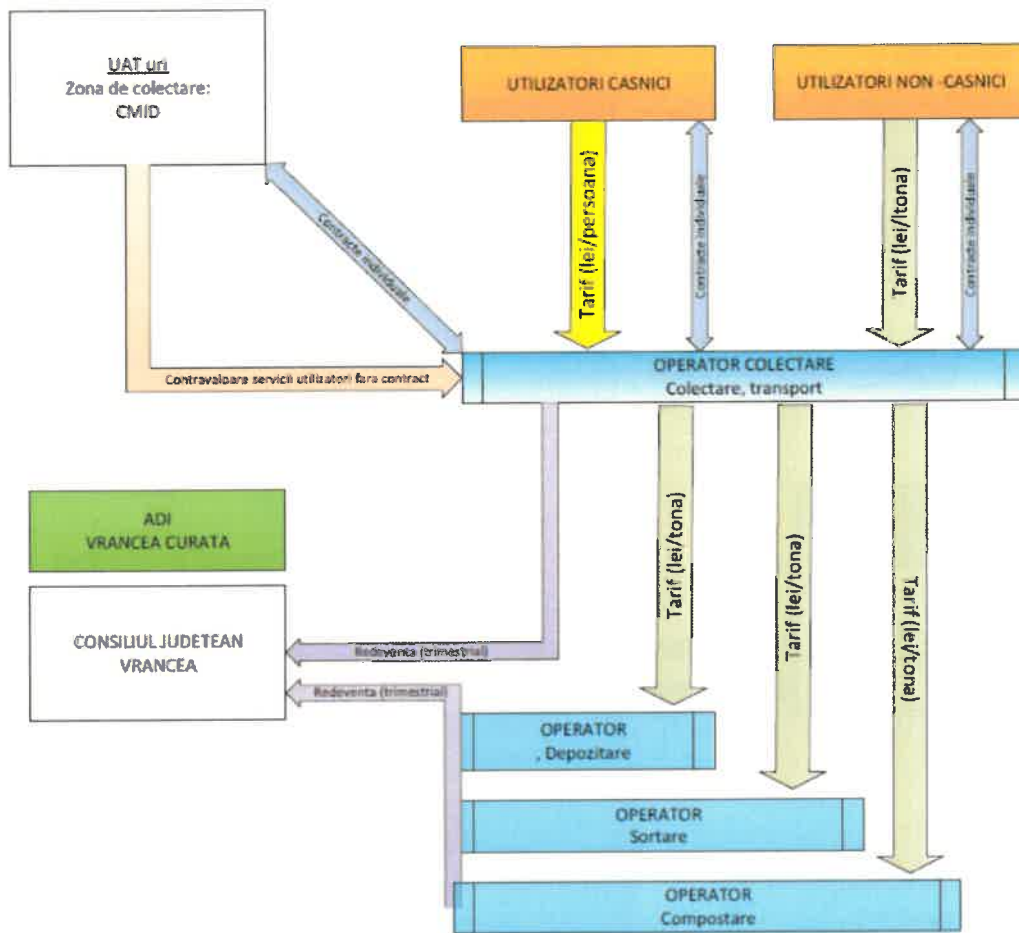 UAT uri
Zona de colectare:
CMID
UTILIZATORI CASNICI
UTILIZATORI NON -CASNICI
Contracte individuale
Tarif (lei/persoana)
Contracte individuale
Tarif (lei/ltona)
Contracte individuale
Contravaloare servicii utilizatori fara contract
OPERATOR COLECTARE
Colectare, transport
ADI
VRANCEA CURATA
CONSILIUL JUDETEAN
VRANCEA
Redeventa (trimestrial)
Redeventa (trimestrial)
Tarif (lei/tona)
Tarif (lei/tona)
Tarif (lei/tona)
OPERATOR
, Depozitare
OPERATOR
Sortare
OPERATOR
Compostare